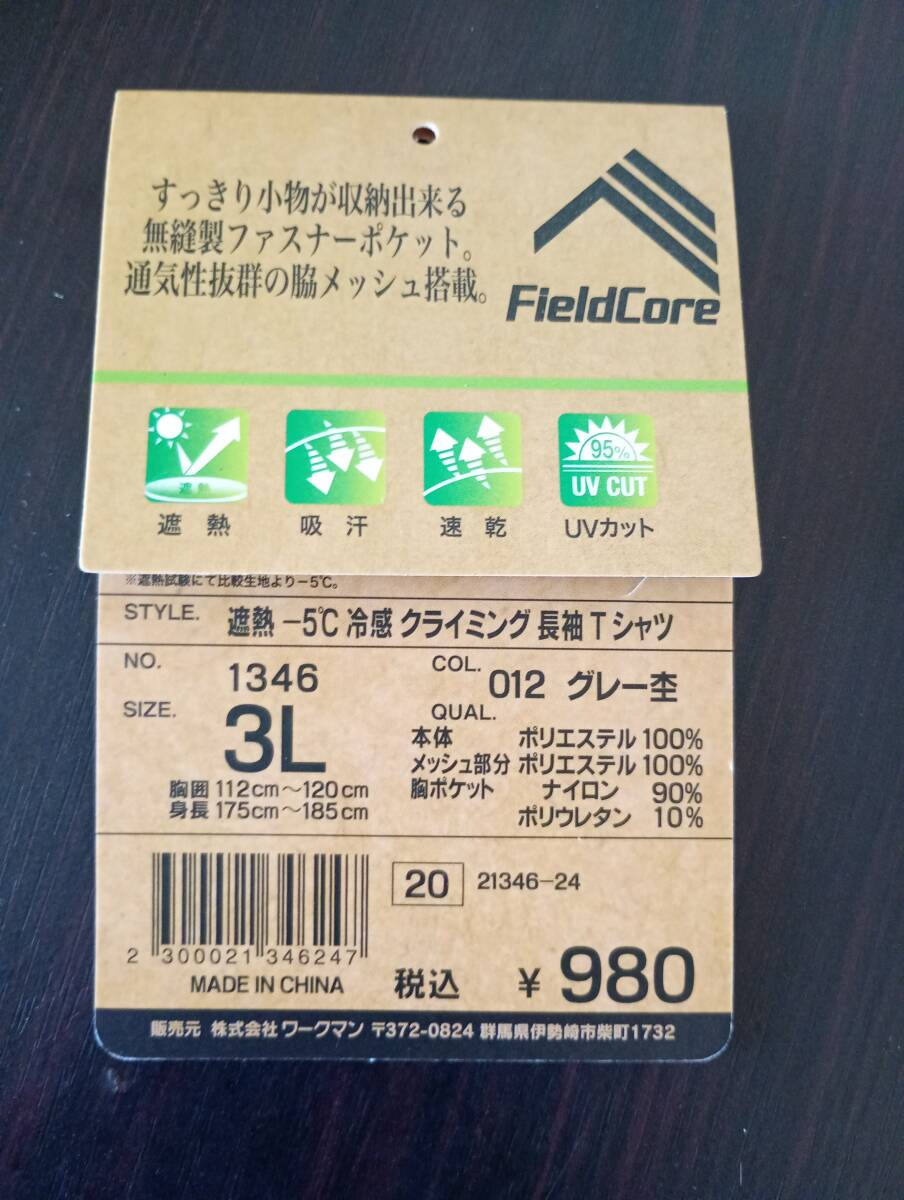 すっきり小物が収納出来る
無縫製ファスナーポケット。
通気性抜群の脇メッシュ搭載。
FieldCore
遮熱
95%
UV CUT
遮熱 吸汗 速乾 UVカット
※遮熱試験にて比較生地より−5℃。
STYLE. 遮熱 −5℃ 冷感 クライミング 長袖 T シャツ
NO. 1346
COL. 012 グレー杢
SIZE. 3L
胸囲 112cm〜120cm
身長 175cm〜185cm
QUAL.
本体 ポリエステル 100%
メッシュ部分 ポリエステル 100%
胸ポケット ナイロン 90%
ポリウレタン 10%
20 21346-24
2 300021 346247
MADE IN CHINA
税込 ¥ 980
販売元 株式会社 ワークマン 〒372-0824 群馬県伊勢崎市柴町1732